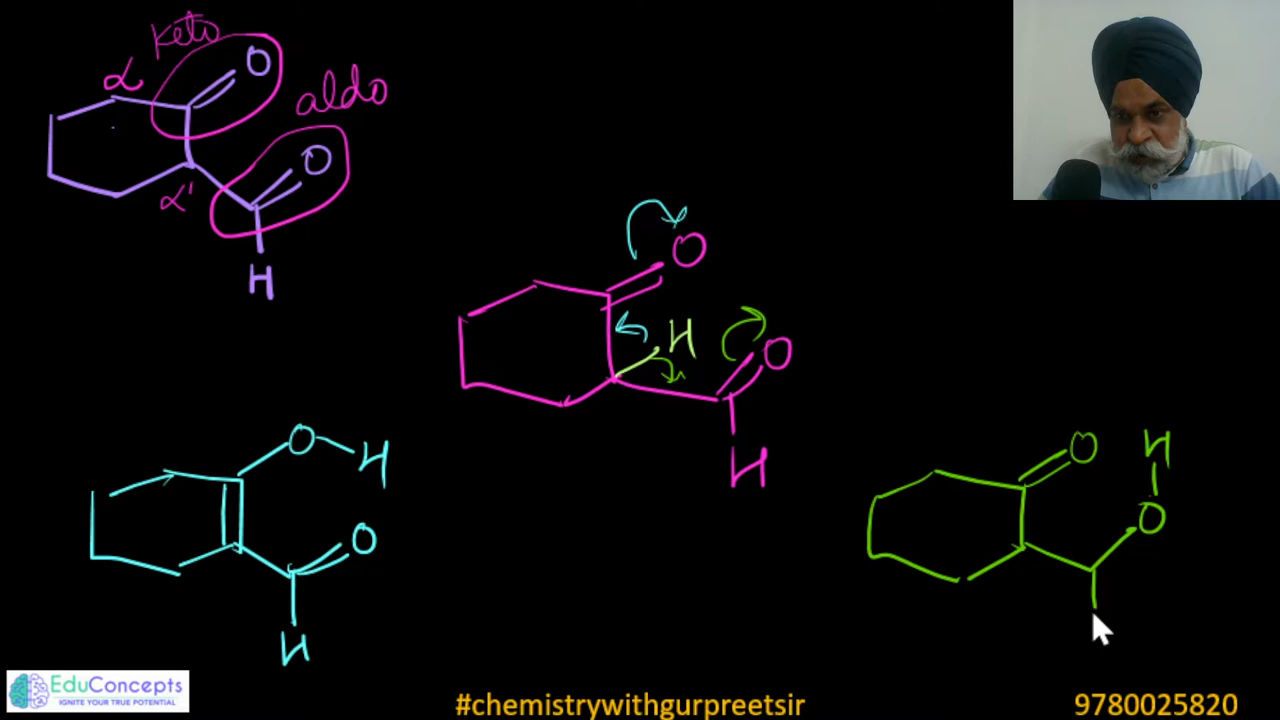 keto
O
α
aldo
O
α'
H
O
H
O
H
O
H
O
H
O
H
O
EduConcepts
IGNITE YOUR TRUE POTENTIAL
#chemistrywithgurpreetsir
9780025820